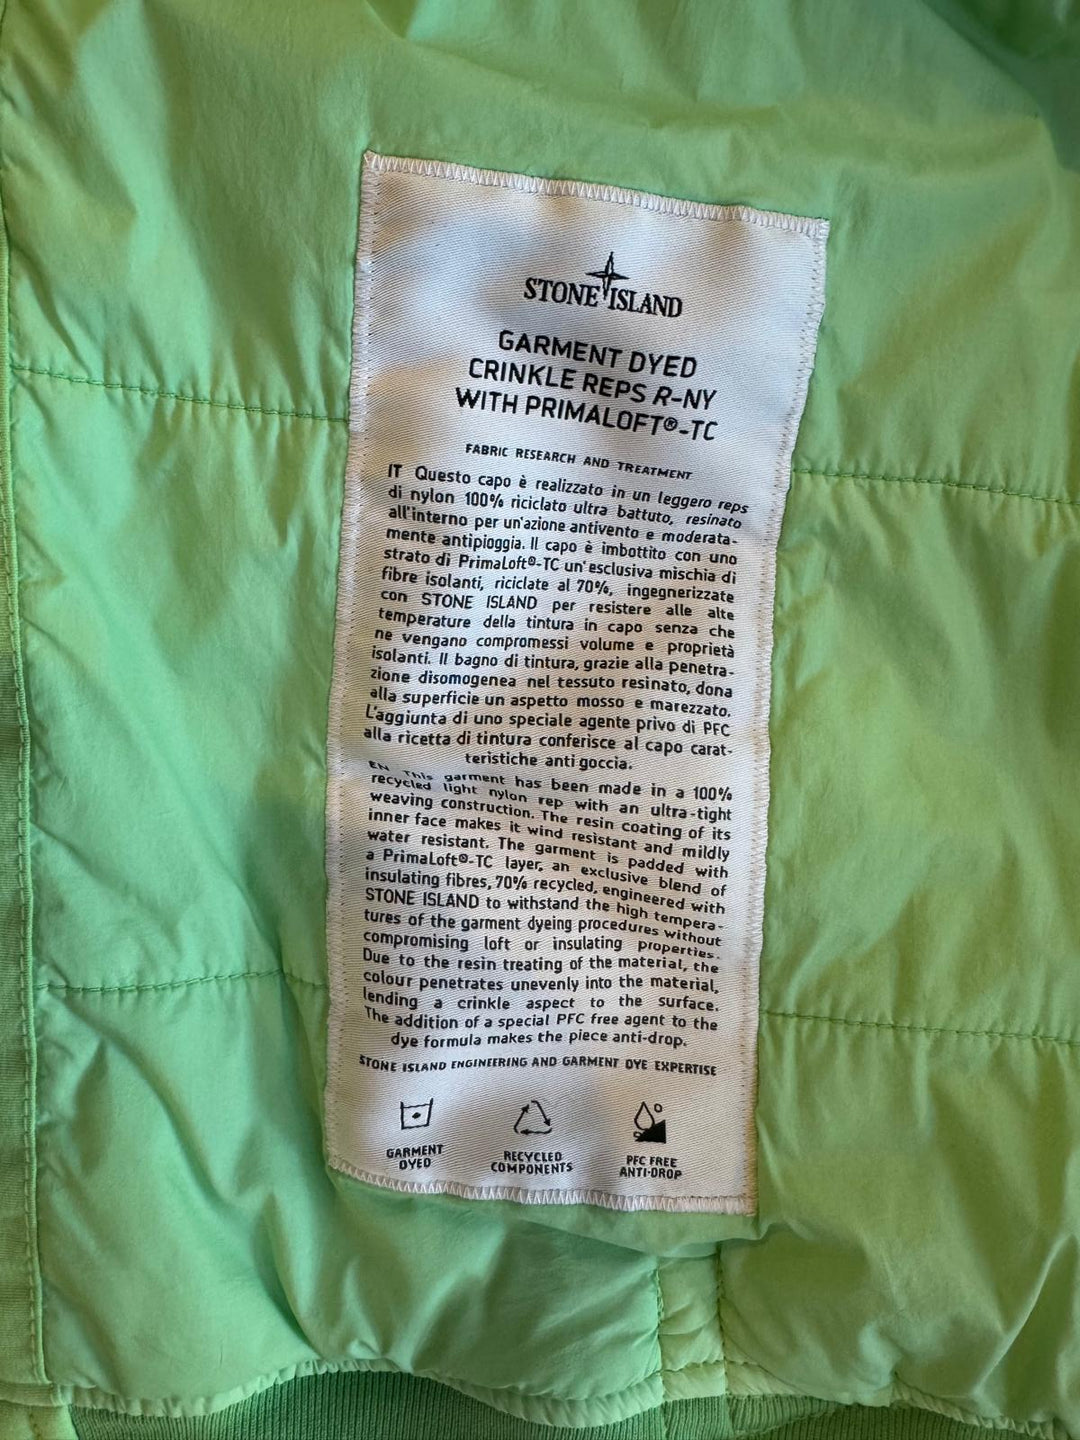 STONE ISLAND
GARMENT DYED
CRINKLE REPS R-NY
WITH PRIMALOFT®-TC
FABRIC RESEARCH AND TREATMENT
IT Questo capo è realizzato in un leggero reps
di nylon 100% riciclato ultra battuto, resinato
all'interno per un'azione antivento e moderata-
mente antipioggia. Il capo è imbottito con uno
strato di PrimaLoft®-TC un'esclusiva mischia di
fibre isolanti, riciclate al 70%, ingegnerizzate
con STONE ISLAND per resistere alle alte
temperature della tintura in capo senza che
ne vengano compromessi volume e proprietà
isolanti. Il bagno di tintura, grazie alla penetra-
zione disomogenea nel tessuto resinato, dona
alla superficie un aspetto mosso e marezzato.
L'aggiunta di uno speciale agente privo di PFC
alla ricetta di tintura conferisce al capo carat-
teristiche anti goccia.
EN This garment has been made in a 100%
recycled light nylon rep with an ultra-tight
weaving construction. The resin coating of its
inner face makes it wind resistant and mildly
water resistant. The garment is padded with
a PrimaLoft®-TC layer, an exclusive blend of
insulating fibres, 70% recycled, engineered with
STONE ISLAND to withstand the high tempera-
tures of the garment dyeing procedures without
compromising loft or insulating properties.
Due to the resin treating of the material, the
colour penetrates unevenly into the material,
lending a crinkle aspect to the surface.
The addition of a special PFC free agent to the
dye formula makes the piece anti-drop.
STONE ISLAND ENGINEERING AND GARMENT DYE EXPERTISE
GARMENT
DYED
RECYCLED
COMPONENTS
PFC FREE
ANTI-DROP